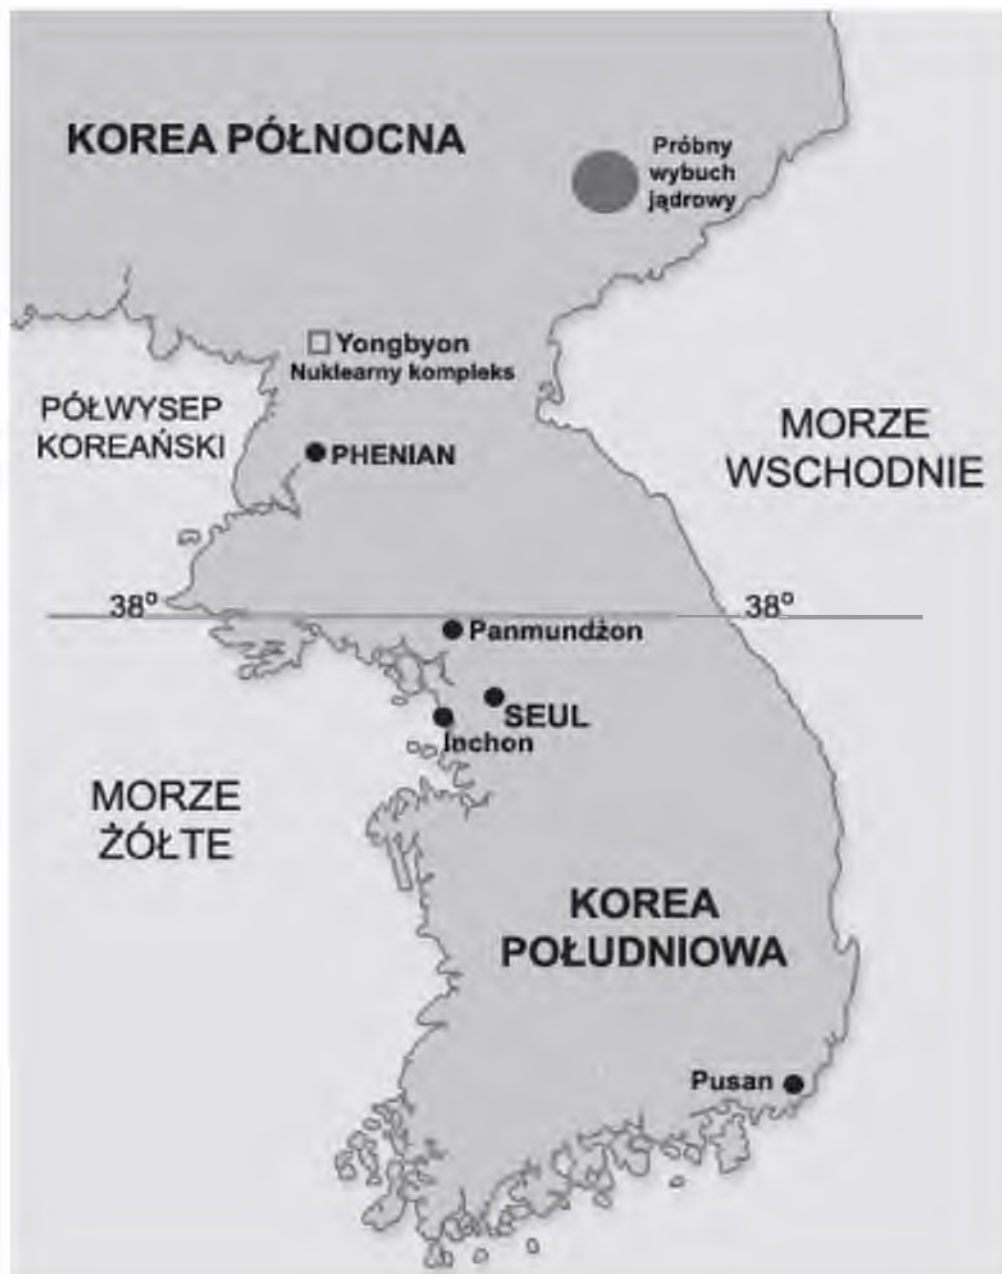 KOREA PÓŁNOCNA
Próbny
wybuch
jądrowy
Yongbyon
Nuklearny kompleks
PÓŁWYSEP
KOREAŃSKI
PHENIAN
MORZE
WSCHODNIE
38°
38°
Panmundżon
SEUL
Inchon
MORZE
ŻÓŁTE
KOREA
POŁUDNIOWA
Pusan